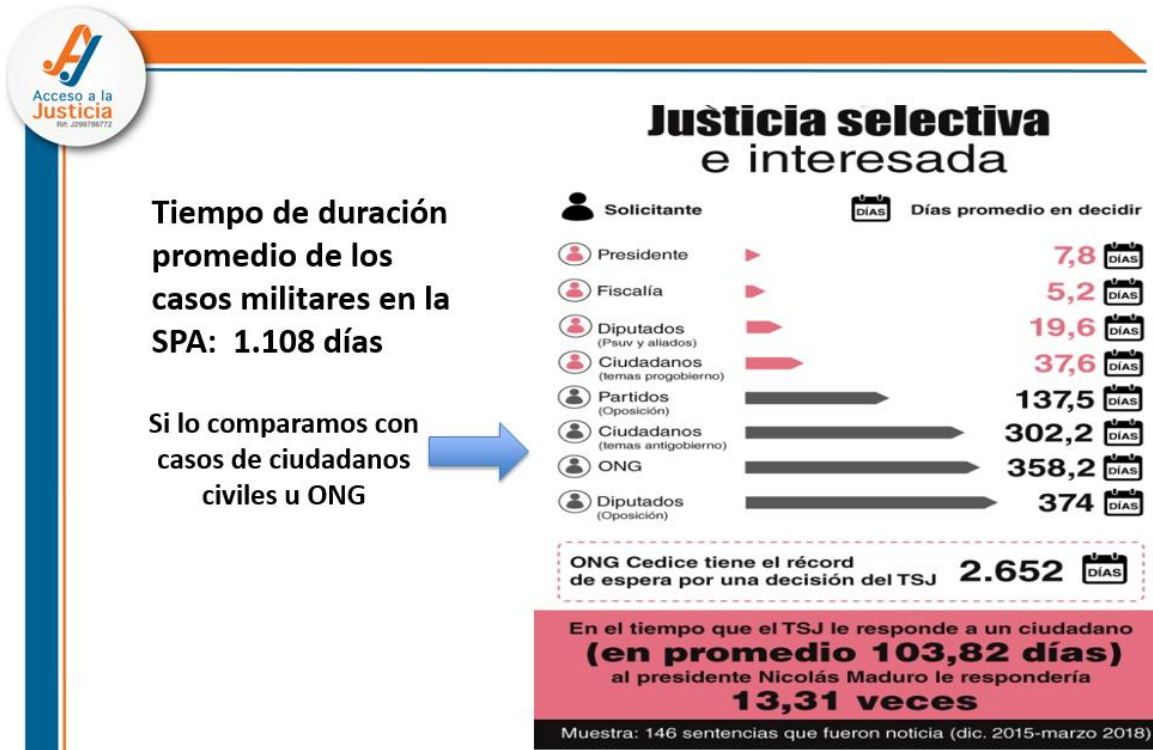 Acceso a la
Justicia
Rif: J299786772
Justicia selectiva
e interesada
Tiempo de duración
promedio de los
casos militares en la
SPA: 1.108 días
Si lo comparamos con
casos de ciudadanos
civiles u ONG
Solicitante DÍAS Días promedio en decidir
Presidente 7,8 DÍAS
Fiscalía 5,2 DÍAS
Diputados 19,6 DÍAS
(Psuv y aliados)
Ciudadanos 37,6 DÍAS
(temas progobierno)
Partidos 137,5 DÍAS
(Oposición)
Ciudadanos 302,2 DÍAS
(temas antigobierno)
ONG 358,2 DÍAS
Diputados 374 DÍAS
(Oposición)
ONG Cedice tiene el récord
de espera por una decisión del TSJ 2.652 DÍAS
En el tiempo que el TSJ le responde a un ciudadano
(en promedio 103,82 días)
al presidente Nicolás Maduro le respondería
13,31 veces
Muestra: 146 sentencias que fueron noticia (dic. 2015-marzo 2018)